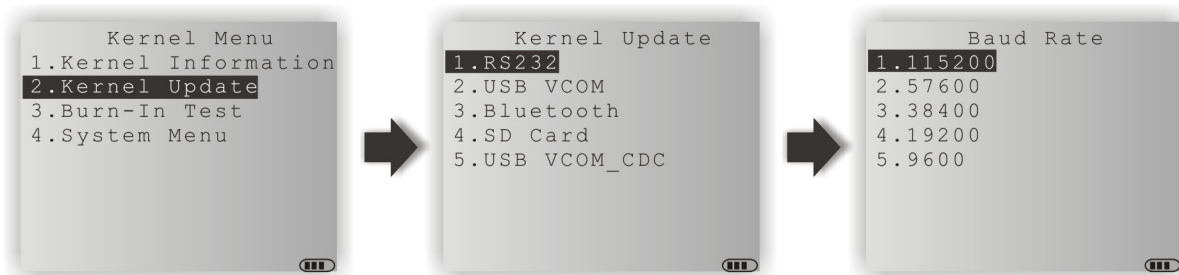 Kernel Menu
1.Kernel Information
2.Kernel Update
3.Burn-In Test
4.System Menu
Kernel Update
1.RS232
2.USB VCOM
3.Bluetooth
4.SD Card
5.USB VCOM_CDC
Baud Rate
1.115200
2.57600
3.38400
4.19200
5.9600